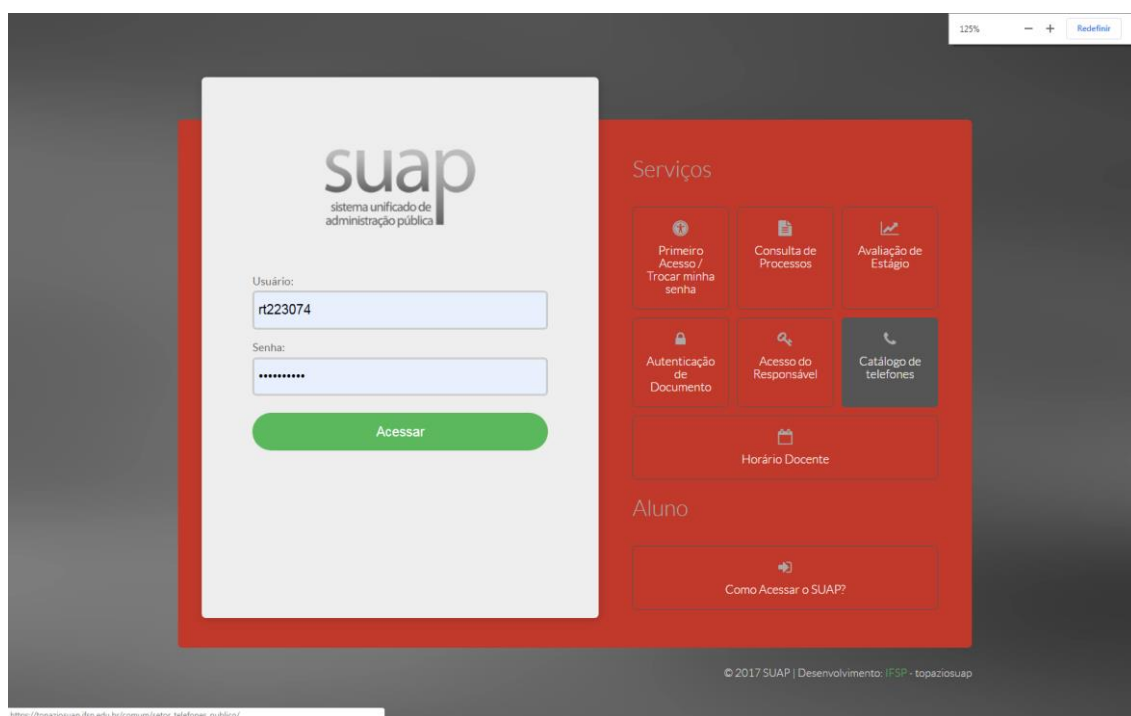 125%
− +
Redefinir
suap
sistema unificado de
administração pública
Usuário:
rt223074
Senha:
••••••••••
Acessar
Serviços
Primeiro
Acesso /
Trocar minha
senha
Consulta de
Processos
Avaliação de
Estágio
Autenticação
de
Documento
Acesso do
Responsável
Catálogo de
telefones
Horário Docente
Aluno
Como Acessar o SUAP?
© 2017 SUAP | Desenvolvimento: IFSP - topaziosuap